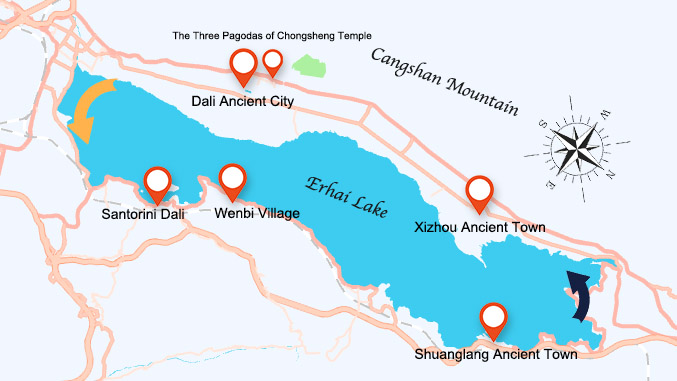 The Three Pagodas of Chongsheng Temple
Cangshan Mountain
Dali Ancient City
W
S
N
E
Erhai Lake
Santorini Dali
Wenbi Village
Xizhou Ancient Town
Shuanglang Ancient Town